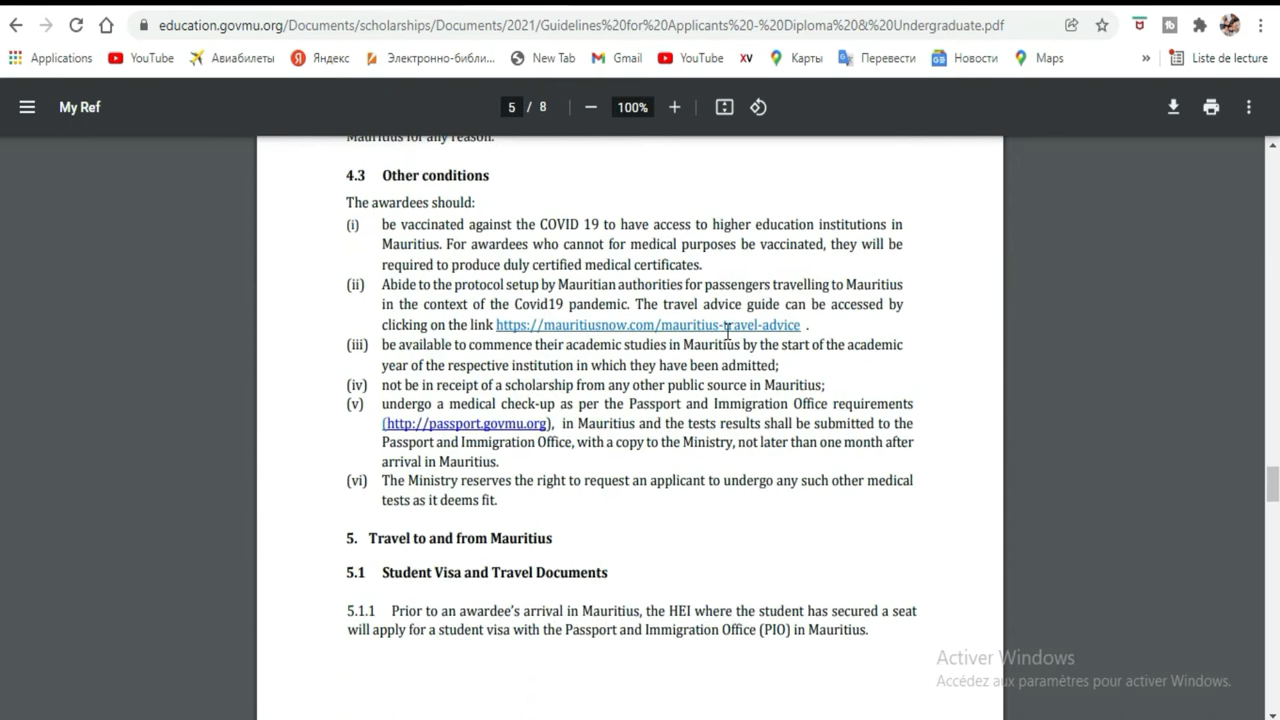 education.govmu.org/Documents/scholarships/Documents/2021/Guidelines%20for%20Applicants%20-%20Diploma%20&%20Undergraduate.pdf
Applications YouTube Авиабилеты Яндекс Электронно-библи... New Tab Gmail YouTube XV Карты Перевести Новости Maps » Liste de lecture
My Ref 5 / 8 − 100% +
Mauritius for any reason.
4.3 Other conditions
The awardees should:
(i) be vaccinated against the COVID 19 to have access to higher education institutions in
Mauritius. For awardees who cannot for medical purposes be vaccinated, they will be
required to produce duly certified medical certificates.
(ii) Abide to the protocol setup by Mauritian authorities for passengers travelling to Mauritius
in the context of the Covid19 pandemic. The travel advice guide can be accessed by
clicking on the link https://mauritiusnow.com/mauritius-travel-advice .
(iii) be available to commence their academic studies in Mauritius by the start of the academic
year of the respective institution in which they have been admitted;
(iv) not be in receipt of a scholarship from any other public source in Mauritius;
(v) undergo a medical check-up as per the Passport and Immigration Office requirements
(http://passport.govmu.org), in Mauritius and the tests results shall be submitted to the
Passport and Immigration Office, with a copy to the Ministry, not later than one month after
arrival in Mauritius.
(vi) The Ministry reserves the right to request an applicant to undergo any such other medical
tests as it deems fit.
5. Travel to and from Mauritius
5.1 Student Visa and Travel Documents
5.1.1 Prior to an awardee's arrival in Mauritius, the HEI where the student has secured a seat
will apply for a student visa with the Passport and Immigration Office (PIO) in Mauritius.
Activer Windows
Accédez aux paramètres pour activer Windows.